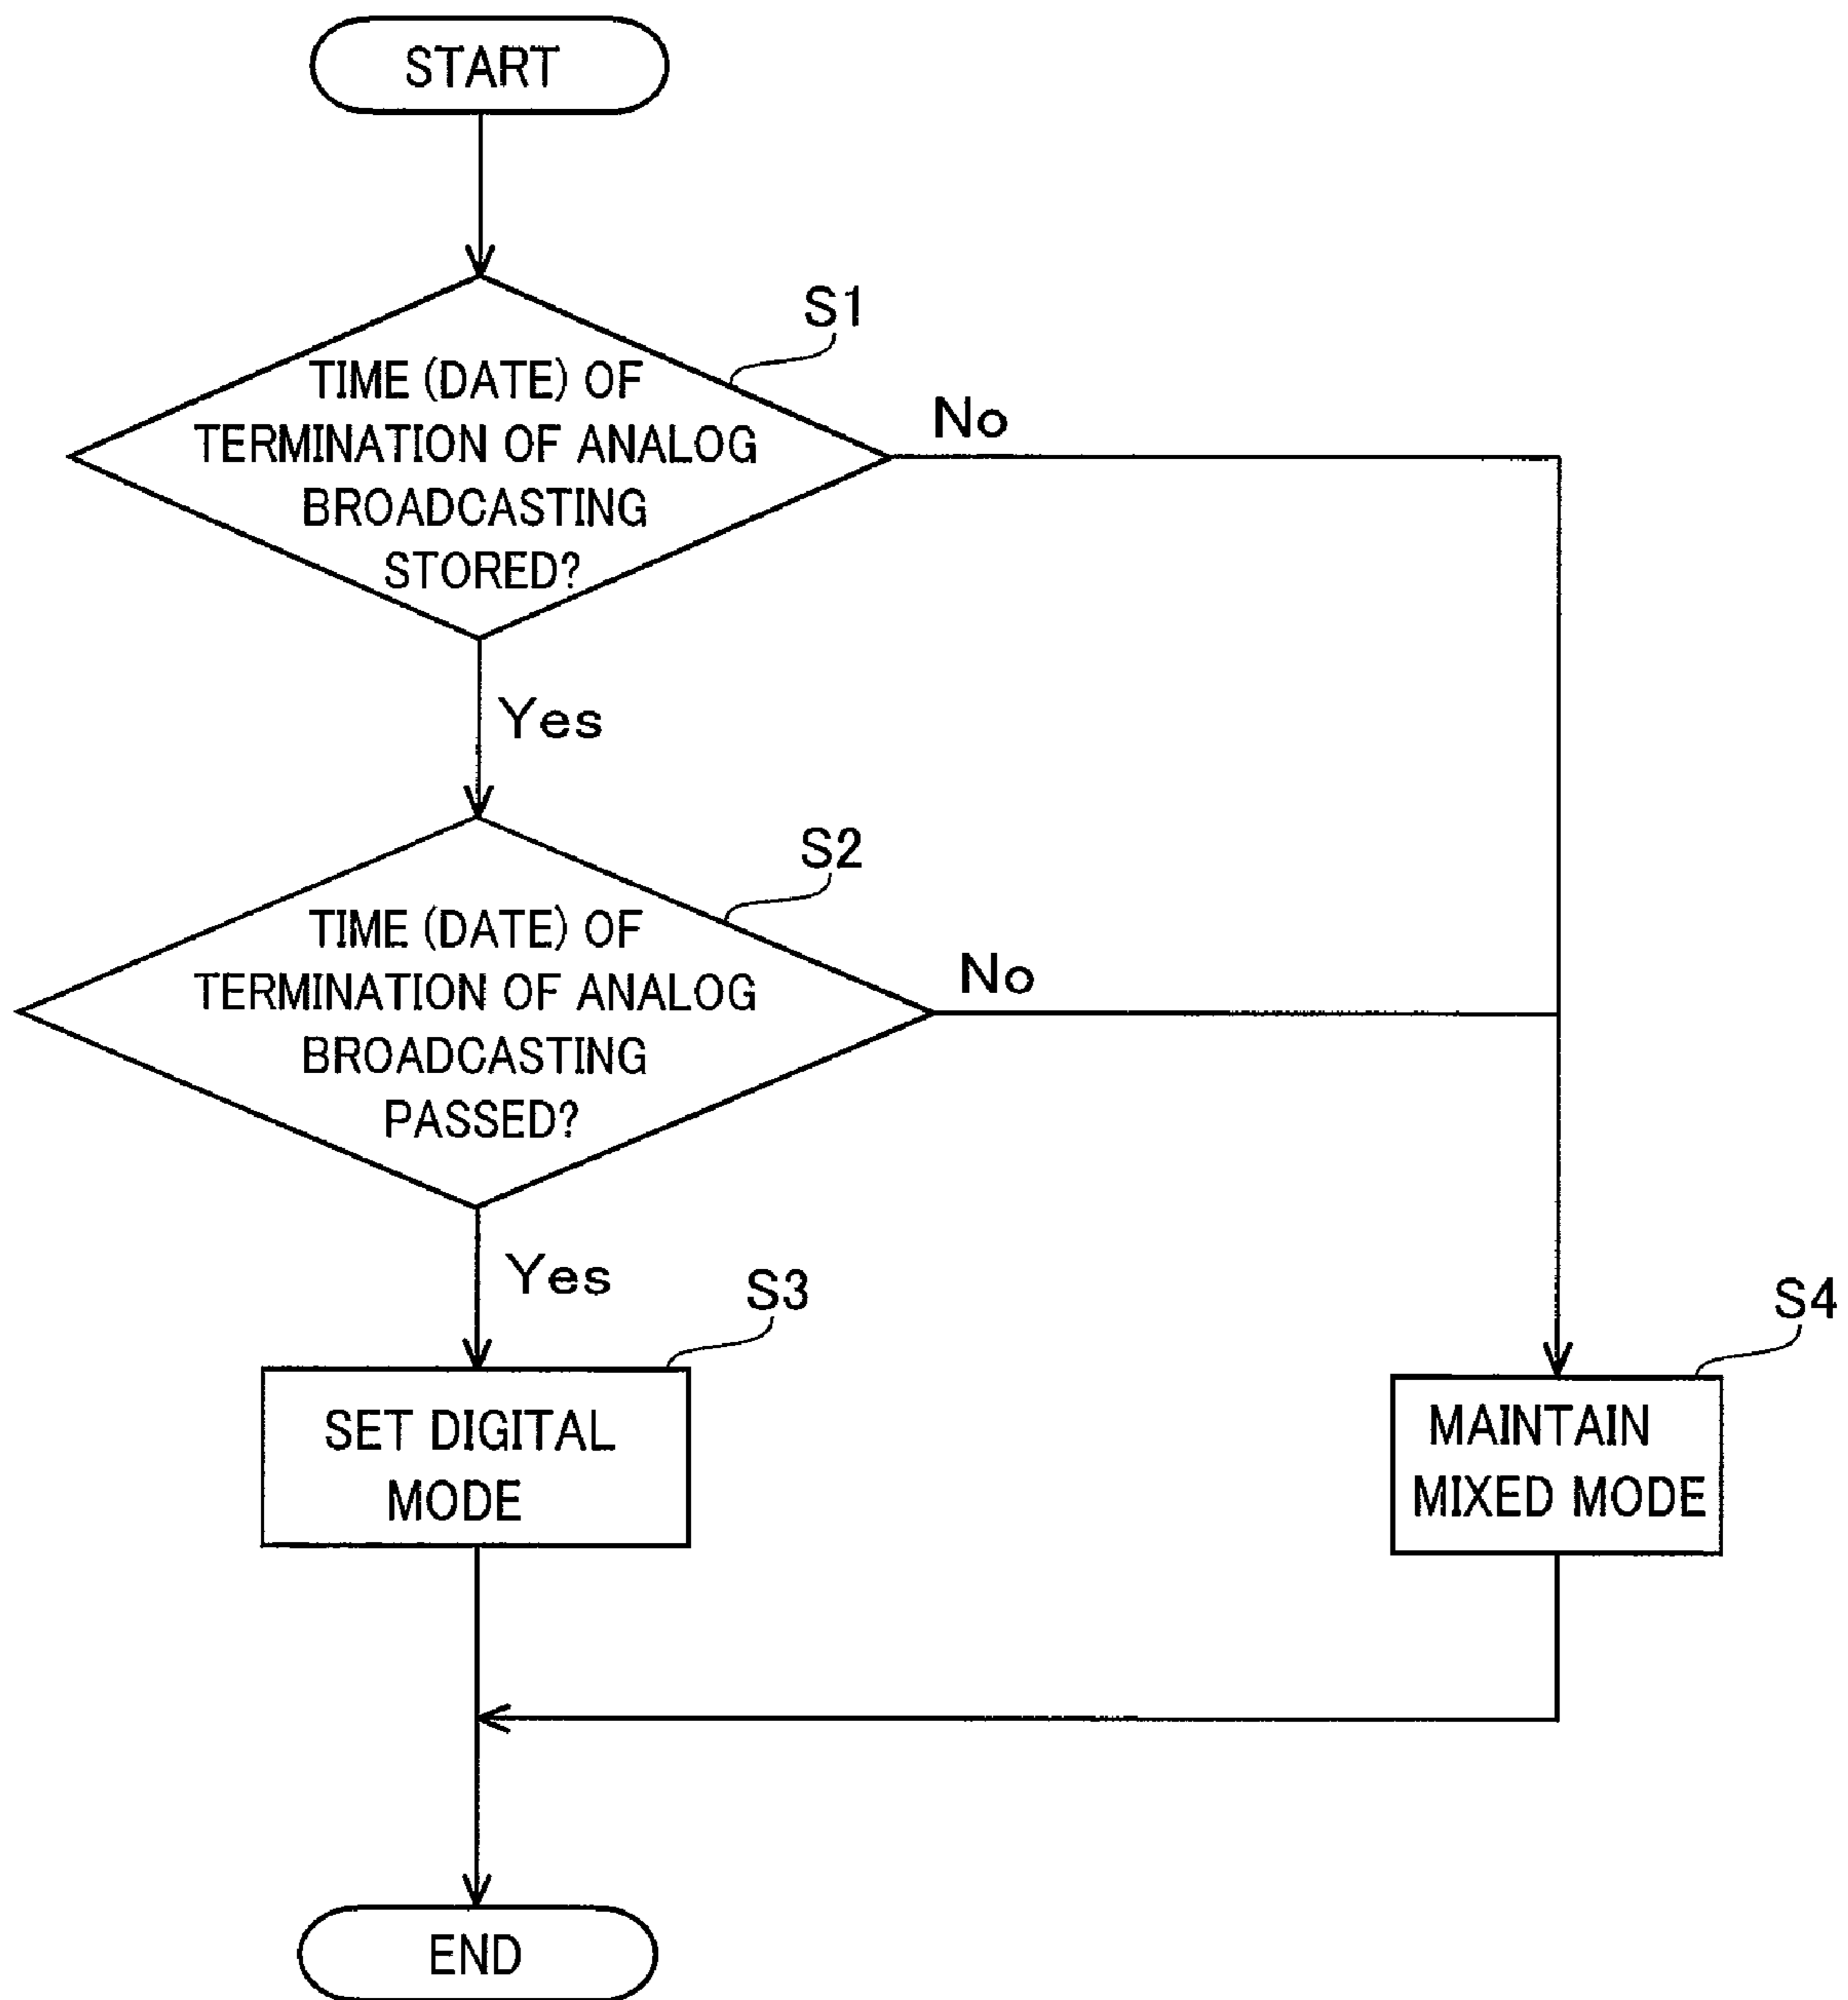 START
S1
TIME (DATE) OF
TERMINATION OF ANALOG
BROADCASTING
STORED?
No
Yes
S2
TIME (DATE) OF
TERMINATION OF ANALOG
BROADCASTING
PASSED?
No
Yes
S3
SET DIGITAL
MODE
S4
MAINTAIN
MIXED MODE
END